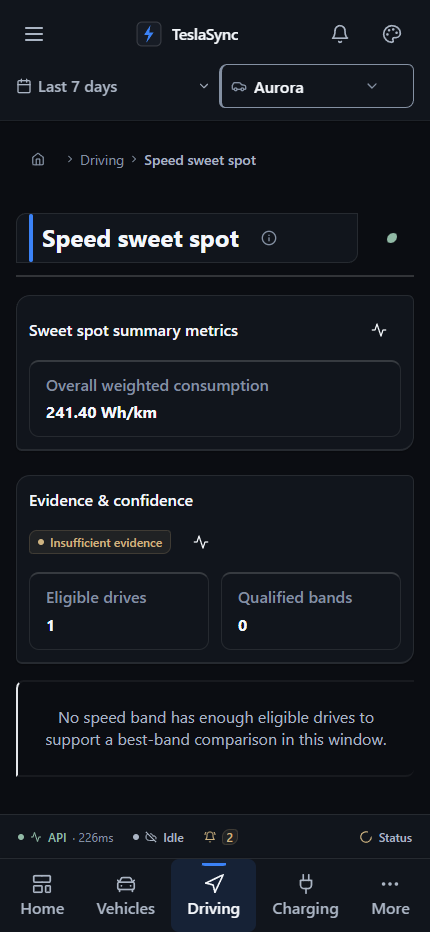 TeslaSync
Last 7 days
Aurora
Driving
Speed sweet spot
Speed sweet spot
Sweet spot summary metrics
Overall weighted consumption
241.40 Wh/km
Evidence & confidence
Insufficient evidence
Eligible drives
1
Qualified bands
0
No speed band has enough eligible drives to
support a best-band comparison in this window.
API · 226ms
Idle
2
Status
Home
Vehicles
Driving
Charging
More